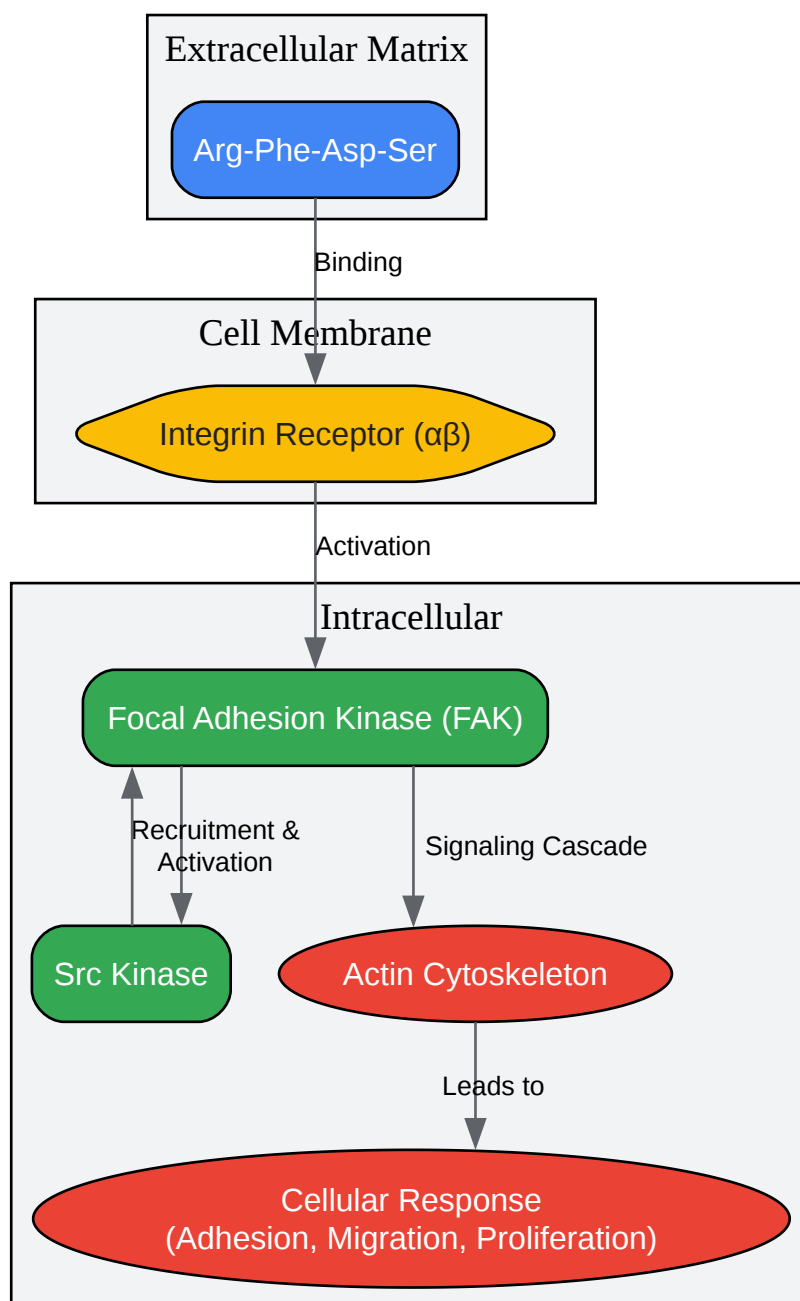 Extracellular Matrix
Arg-Phe-Asp-Ser
Binding
Cell Membrane
Integrin Receptor (αβ)
Activation
Intracellular
Focal Adhesion Kinase (FAK)
Recruitment &
Activation
Signaling Cascade
Src Kinase
Actin Cytoskeleton
Leads to
Cellular Response
(Adhesion, Migration, Proliferation)